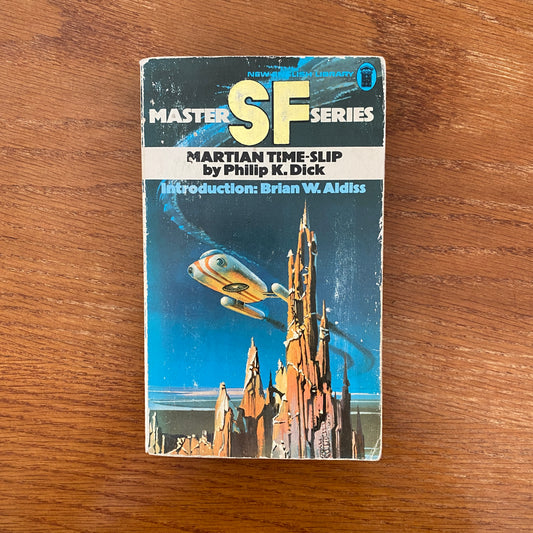 NEW ENGLISH LIBRARY
MASTER SF SERIES
MARTIAN TIME-SLIP
by Philip K. Dick
Introduction: Brian W. Aldiss